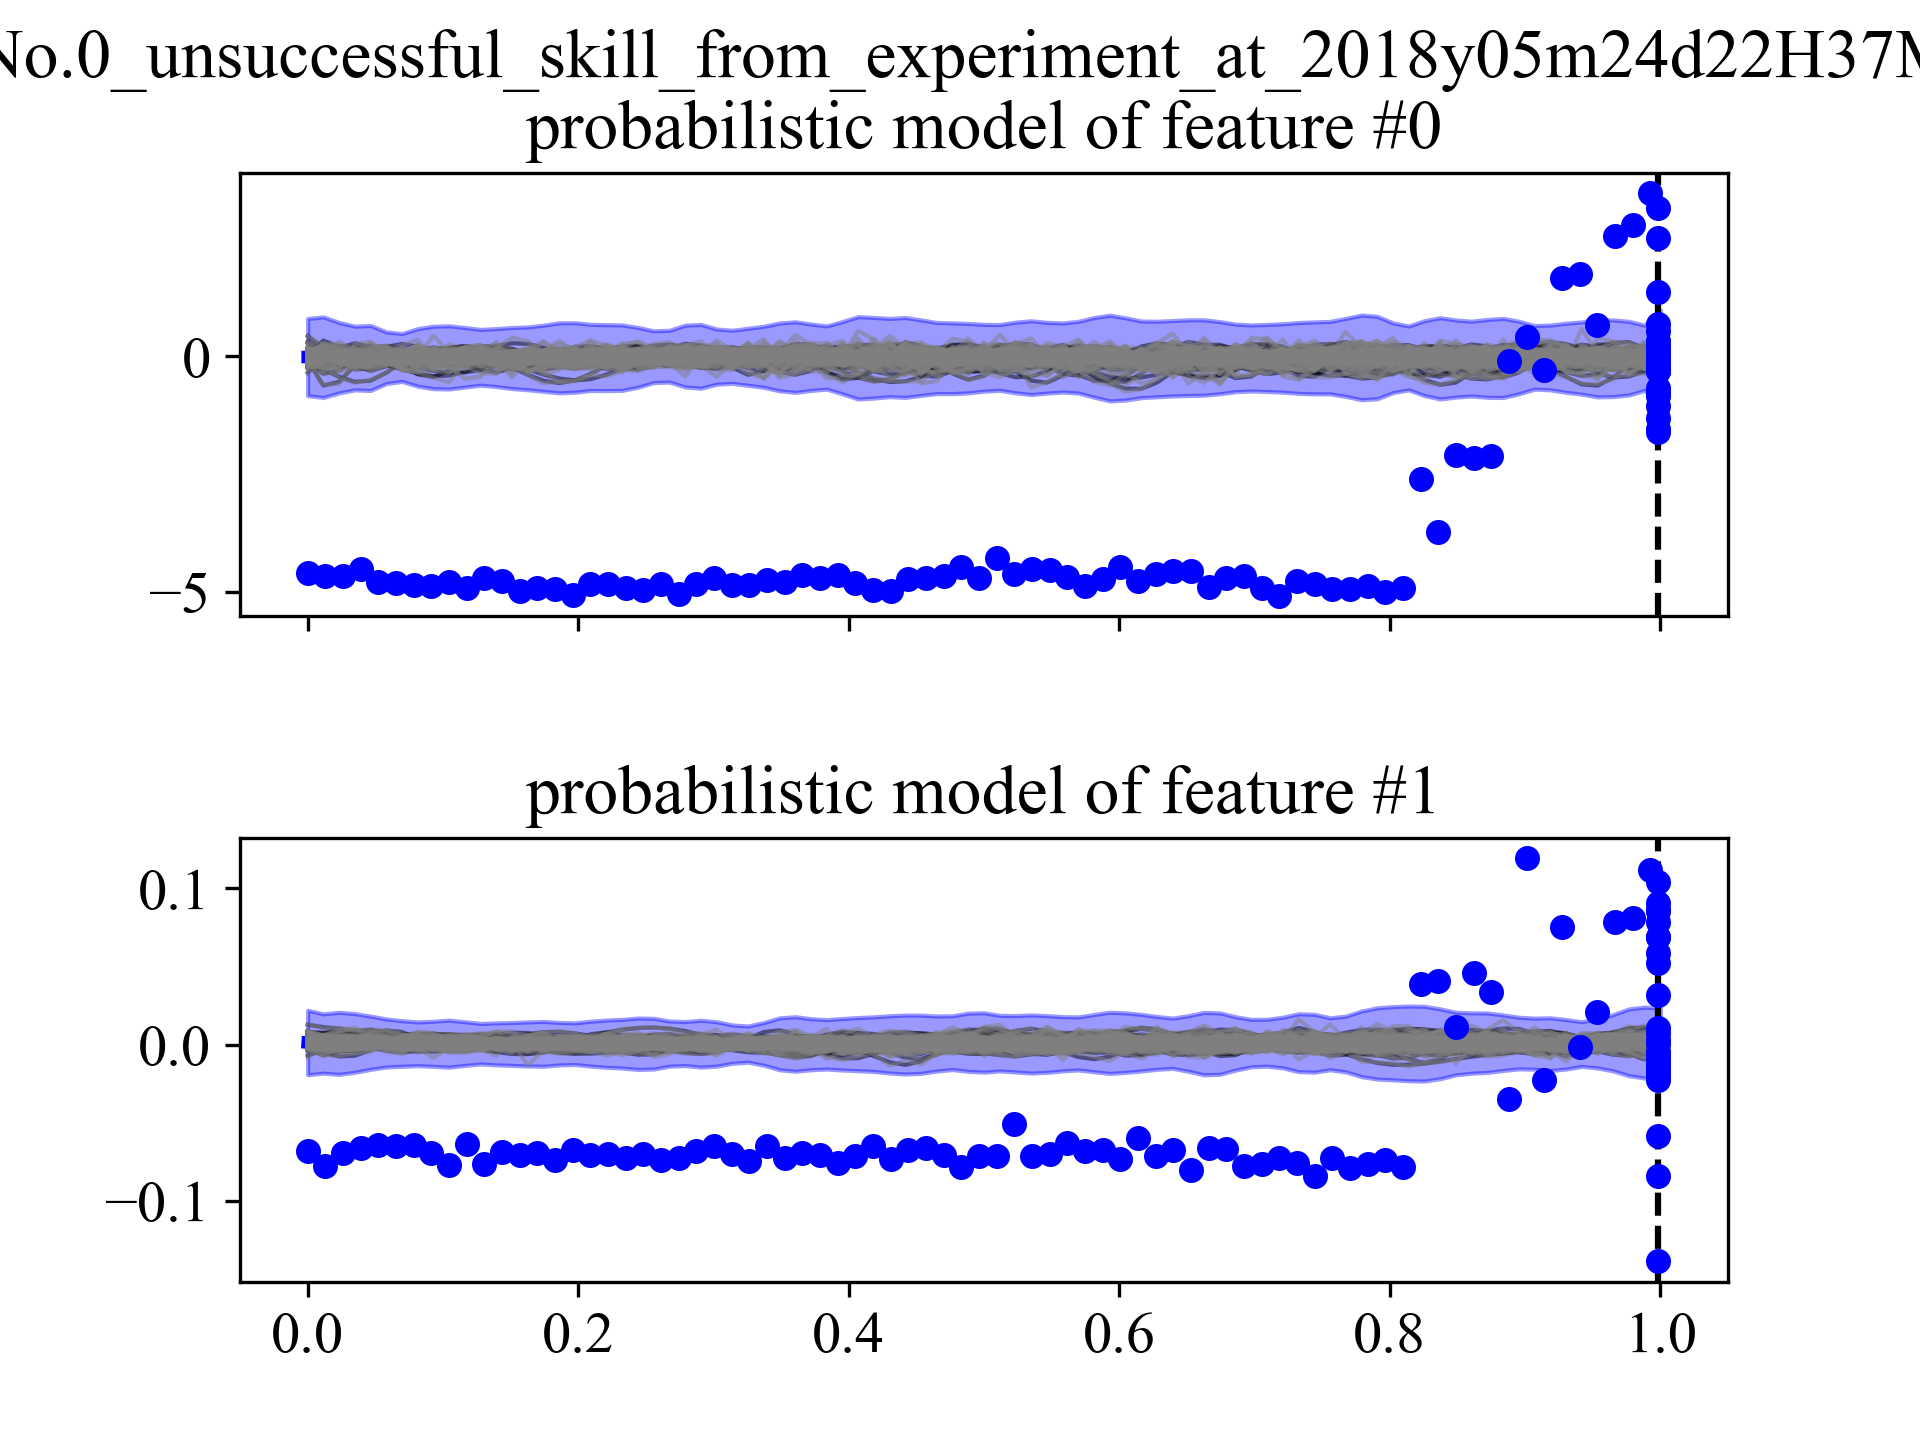 No.0_unsuccessful_skill_from_experiment_at_2018y05m24d22H37M
probabilistic model of feature #0
0
−5
probabilistic model of feature #1
0.1
0.0
−0.1
0.0 0.2 0.4 0.6 0.8 1.0